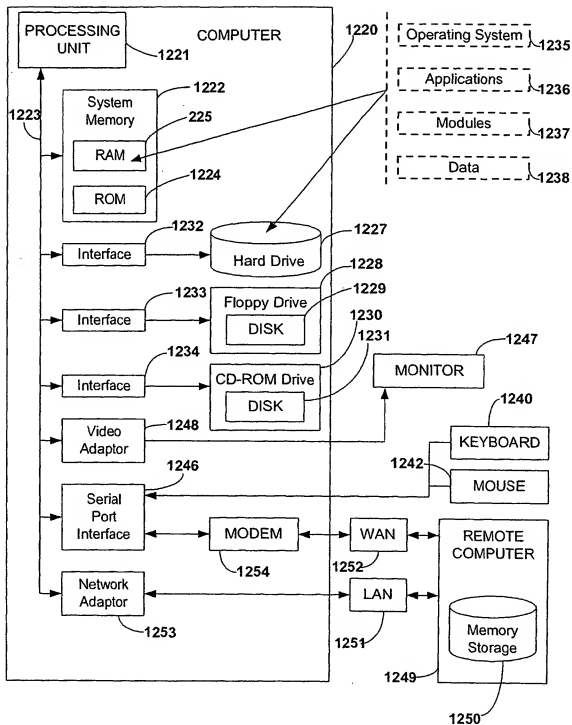 PROCESSING
UNIT
1221
COMPUTER
1220
Operating System
1235
Applications
1236
Modules
1237
Data
1238
1223
1222
System
Memory
225
RAM
1224
ROM
1232
Interface
1227
Hard Drive
1233
Interface
1228
Floppy Drive
1229
DISK
1234
Interface
1230
1231
CD-ROM Drive
DISK
1247
MONITOR
1248
Video
Adaptor
1240
KEYBOARD
1242
MOUSE
1246
Serial
Port
Interface
MODEM
1254
WAN
1252
REMOTE
COMPUTER
Network
Adaptor
1253
LAN
1251
Memory
Storage
1249
1250